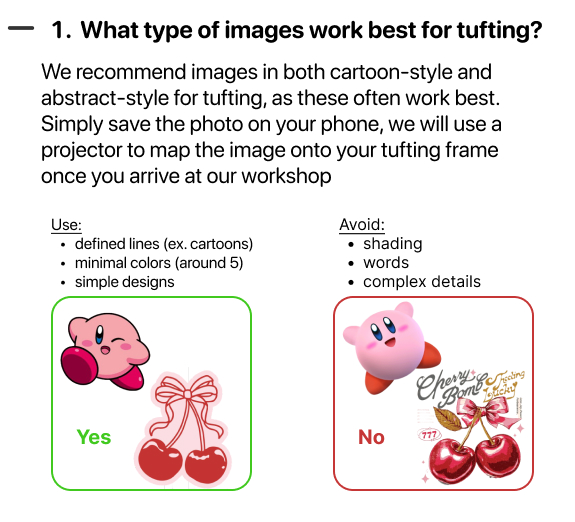 1. What type of images work best for tufting?
We recommend images in both cartoon-style and
abstract-style for tufting, as these often work best.
Simply save the photo on your phone, we will use a
projector to map the image onto your tufting frame
once you arrive at our workshop
Use:
• defined lines (ex. cartoons)
• minimal colors (around 5)
• simple designs
Yes
Avoid:
• shading
• words
• complex details
Cherry
Bomb
Feeling
lucky
777
No